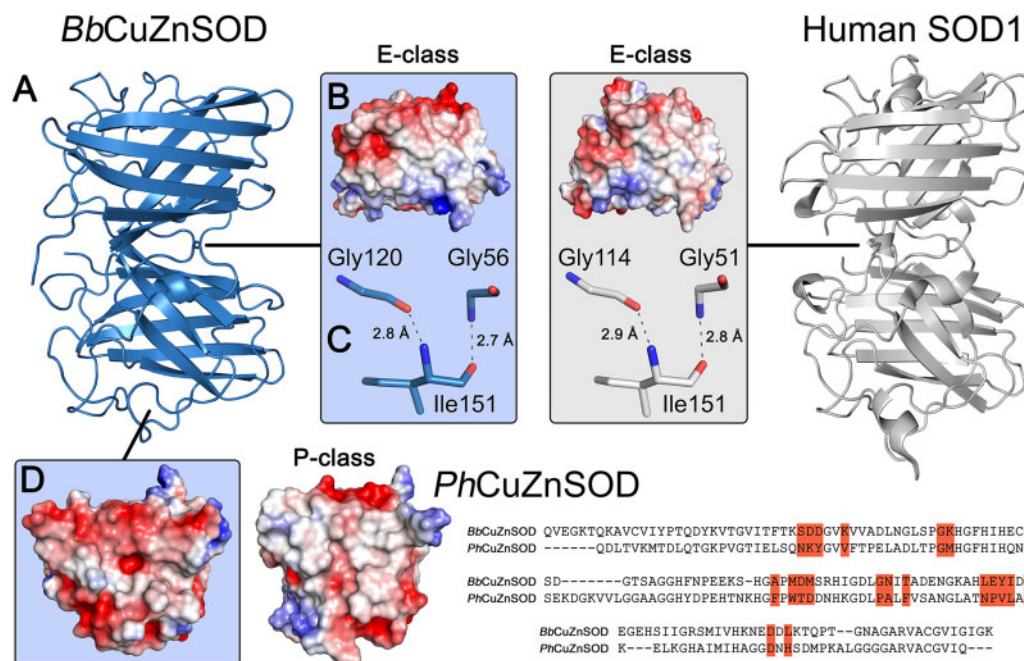 BbCuZnSOD
Human SOD1
E-class
E-class
A
B
Gly120 Gly56
2.8 Å
2.7 Å
C
Ile151
Gly114 Gly51
2.9 Å
2.8 Å
Ile151
D
P-class
PhCuZnSOD
BbCuZnSOD QVEGKTQKAVCVIYPTQDYKVTGVITFTKSDDGVKVVADLNGLSPGKHGFHIHEC
PhCuZnSOD ------QDLTVKMTDLQTGKPVGTIELSQNKYGVVFTPELADLTPGMHGFHIHQN
BbCuZnSOD SD-------GTSAGGHFNPEEKS-HGAPMDMSRHIGDLGNITADENGKAHLEYID
PhCuZnSOD SEKDGKVVLGGAAGGHYDPEHTNKHGFPWTDDNHKGDLPALFVSANGLATNPVLA
BbCuZnSOD EGEHSIIGRSMIVHKNEDDLKTQPT--GNAGARVACGVIGIGK
PhCuZnSOD K---ELKGHAIMIHAGGDNHSDMPKALGGGGARVACGVIQ---